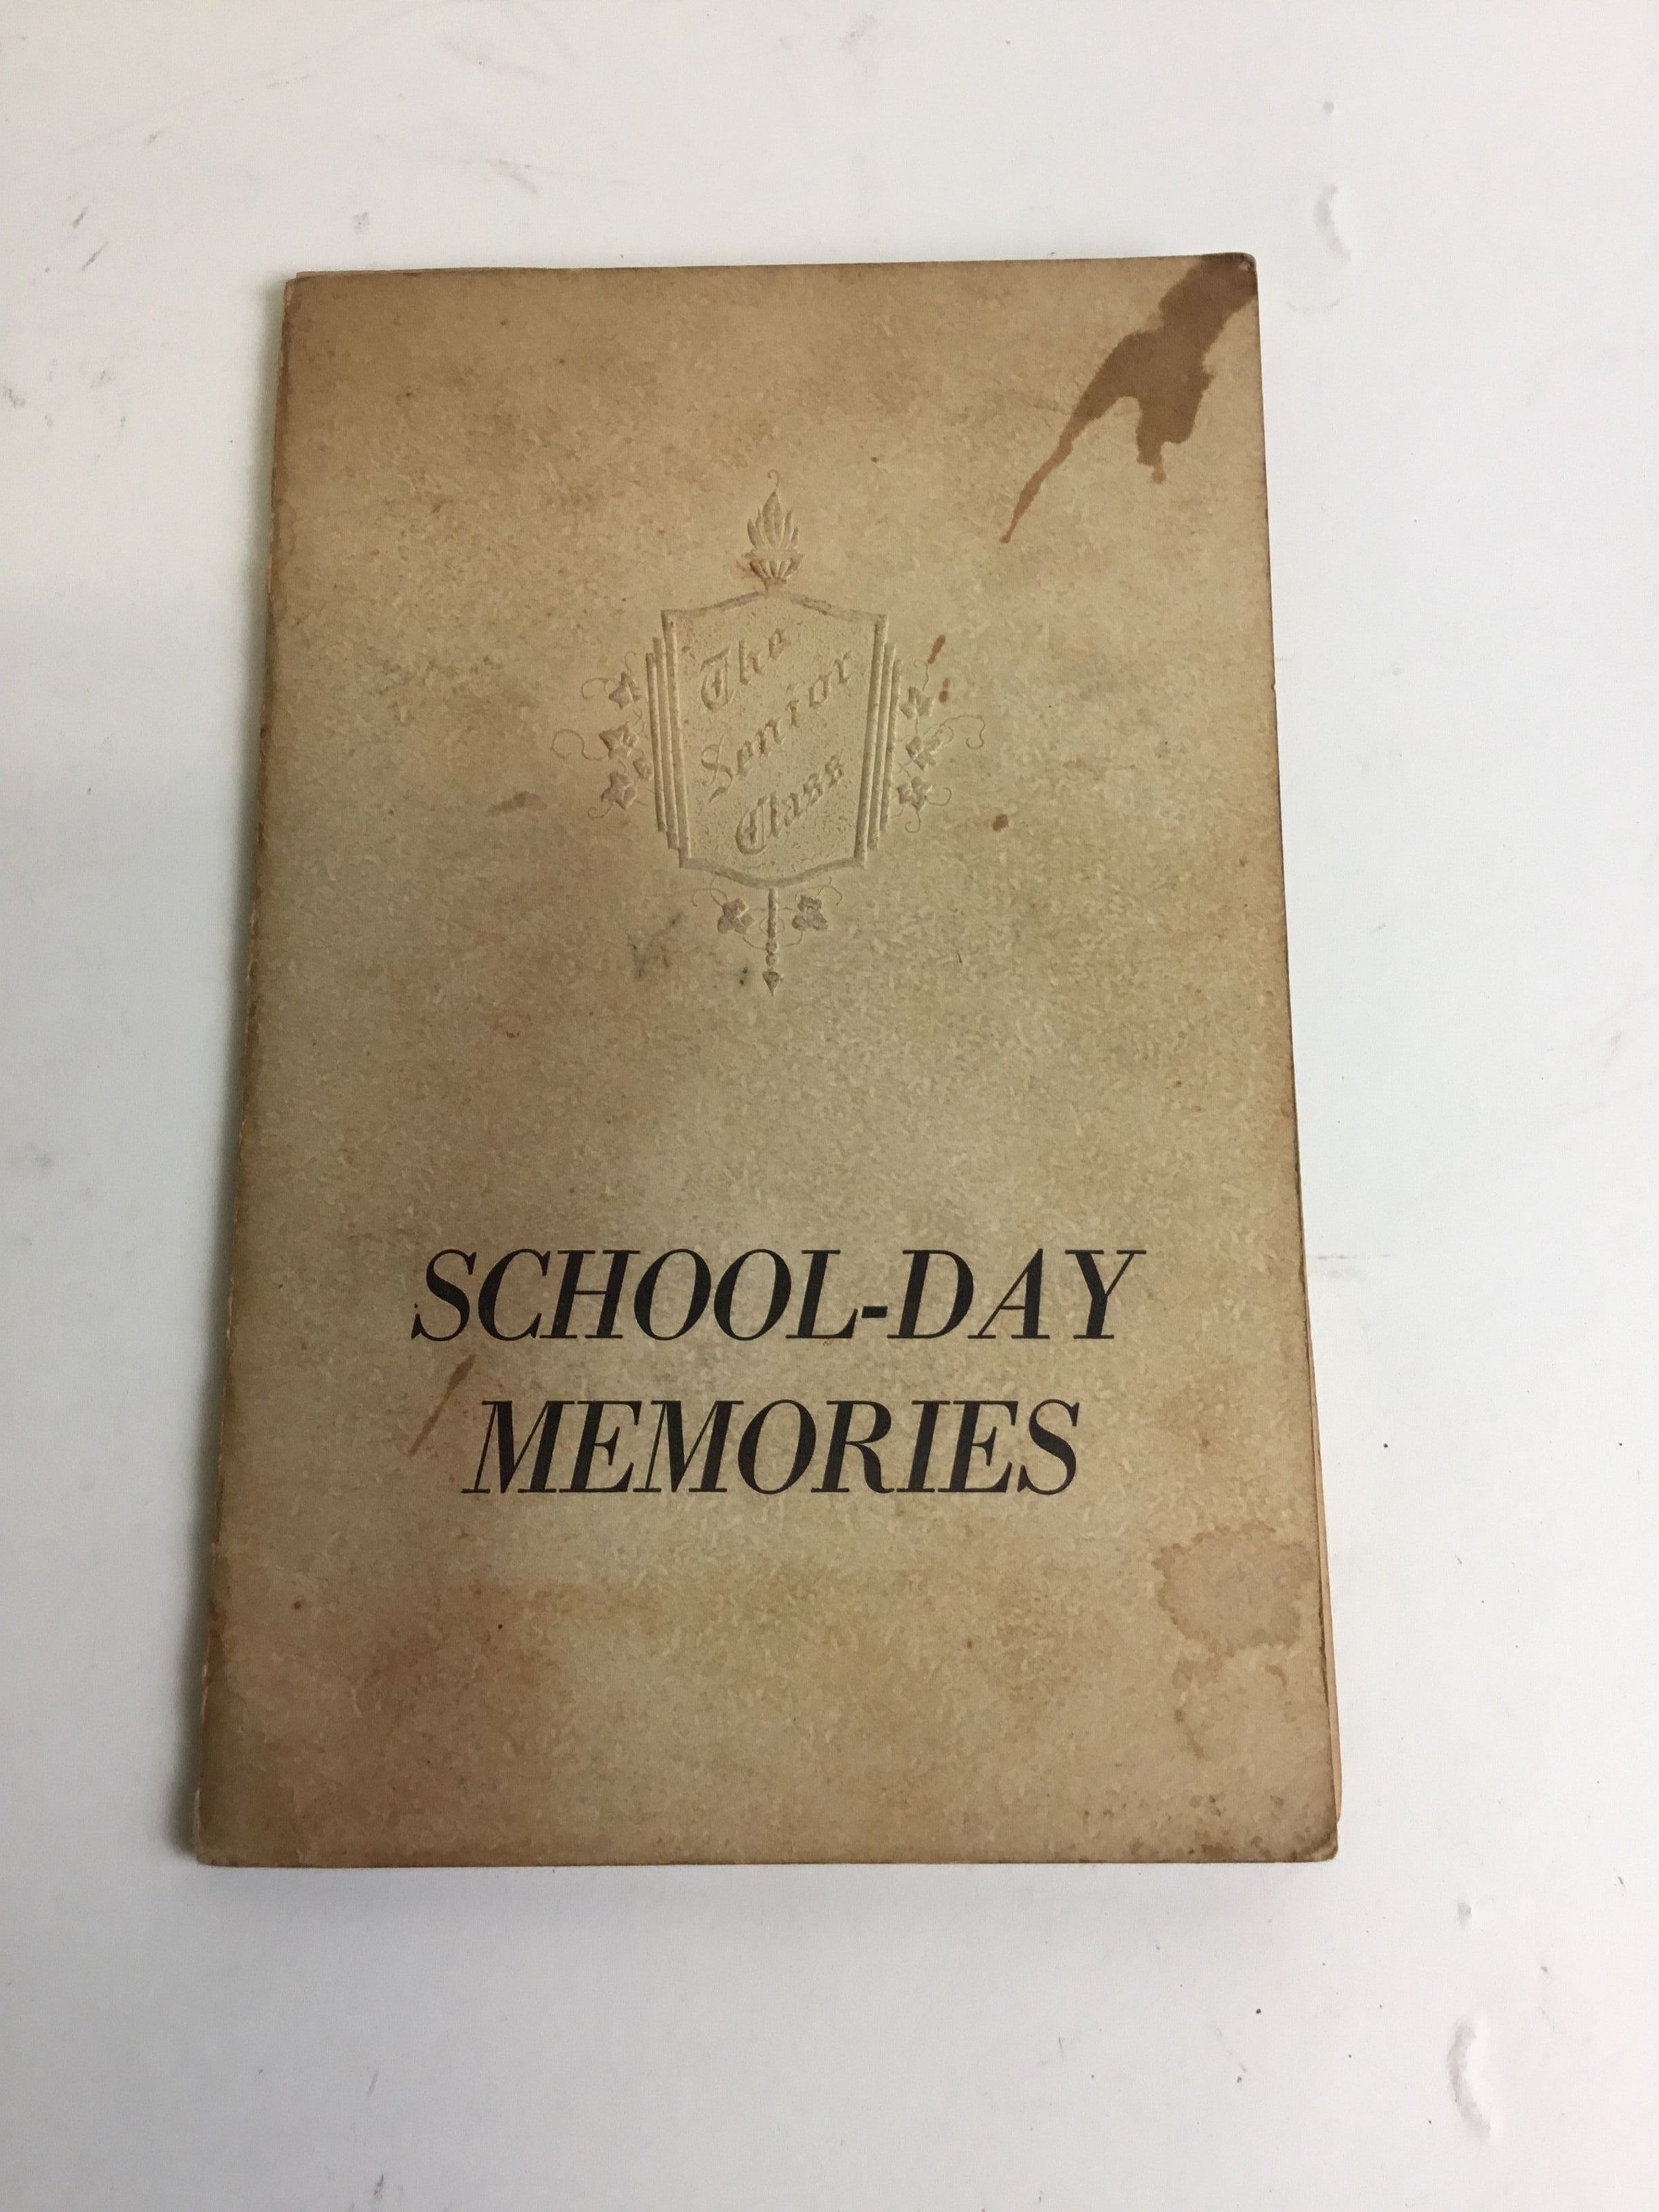 The
Senior
Class
SCHOOL-DAY
MEMORIES